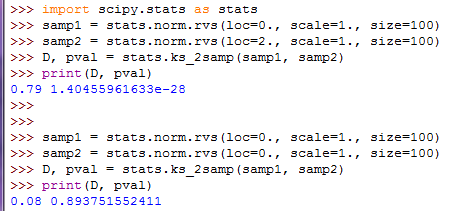 >>> import scipy.stats as stats
>>> samp1 = stats.norm.rvs(loc=0., scale=1., size=100)
>>> samp2 = stats.norm.rvs(loc=2., scale=1., size=100)
>>> D, pval = stats.ks_2samp(samp1, samp2)
>>> print(D, pval)
0.79 1.40455961633e-28
>>>
>>>
>>> samp1 = stats.norm.rvs(loc=0., scale=1., size=100)
>>> samp2 = stats.norm.rvs(loc=0., scale=1., size=100)
>>> D, pval = stats.ks_2samp(samp1, samp2)
>>> print(D, pval)
0.08 0.893751552411